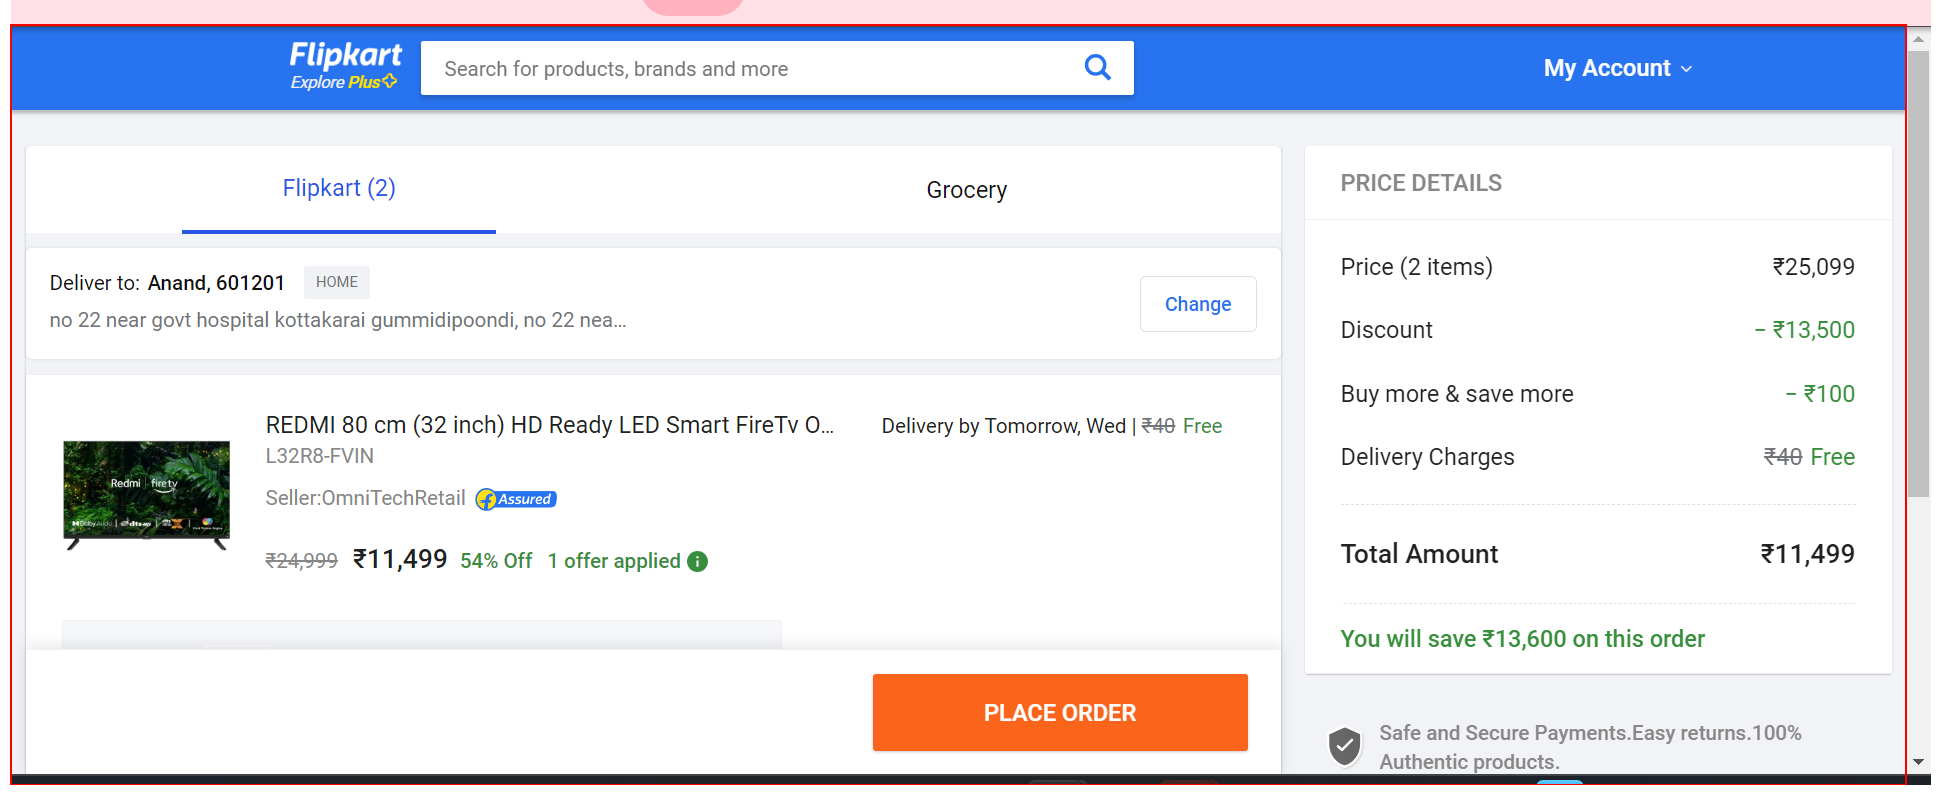 Flipkart
Explore Plus
Search for products, brands and more
My Account
Flipkart (2)
Grocery
Deliver to: Anand, 601201 HOME
no 22 near govt hospital kottakarai gummidipoondi, no 22 nea...
Change
REDMI 80 cm (32 inch) HD Ready LED Smart FireTv O...
L32R8-FVIN
Seller:OmniTechRetail Assured
₹24,999 ₹11,499 54% Off 1 offer applied
Delivery by Tomorrow, Wed | ₹40 Free
Redmi | firetv
PLACE ORDER
PRICE DETAILS
Price (2 items) ₹25,099
Discount − ₹13,500
Buy more & save more − ₹100
Delivery Charges ₹40 Free
Total Amount ₹11,499
You will save ₹13,600 on this order
Safe and Secure Payments.Easy returns.100%
Authentic products.